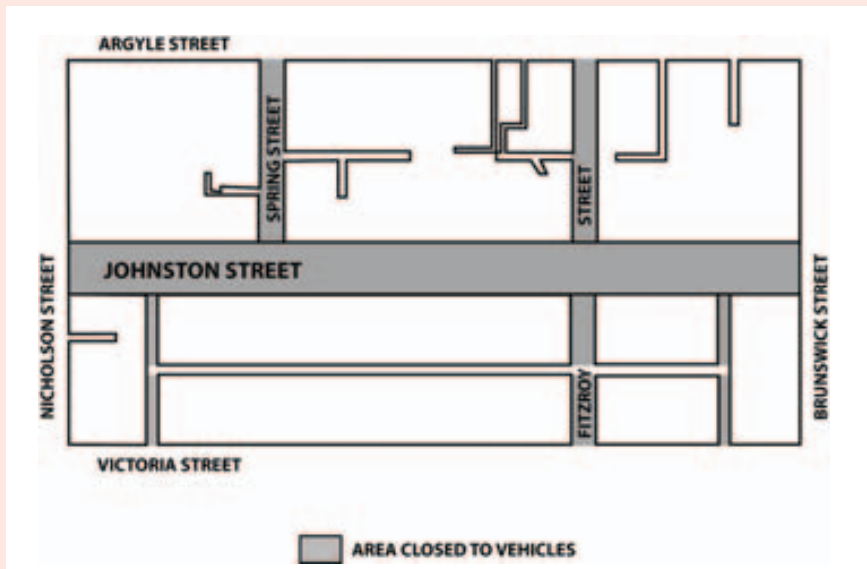 ARGYLE STREET
SPRING STREET
STREET
JOHNSTON STREET
NICHOLSON STREET
BRUNSWICK STREET
FITZROY
VICTORIA STREET
AREA CLOSED TO VEHICLES